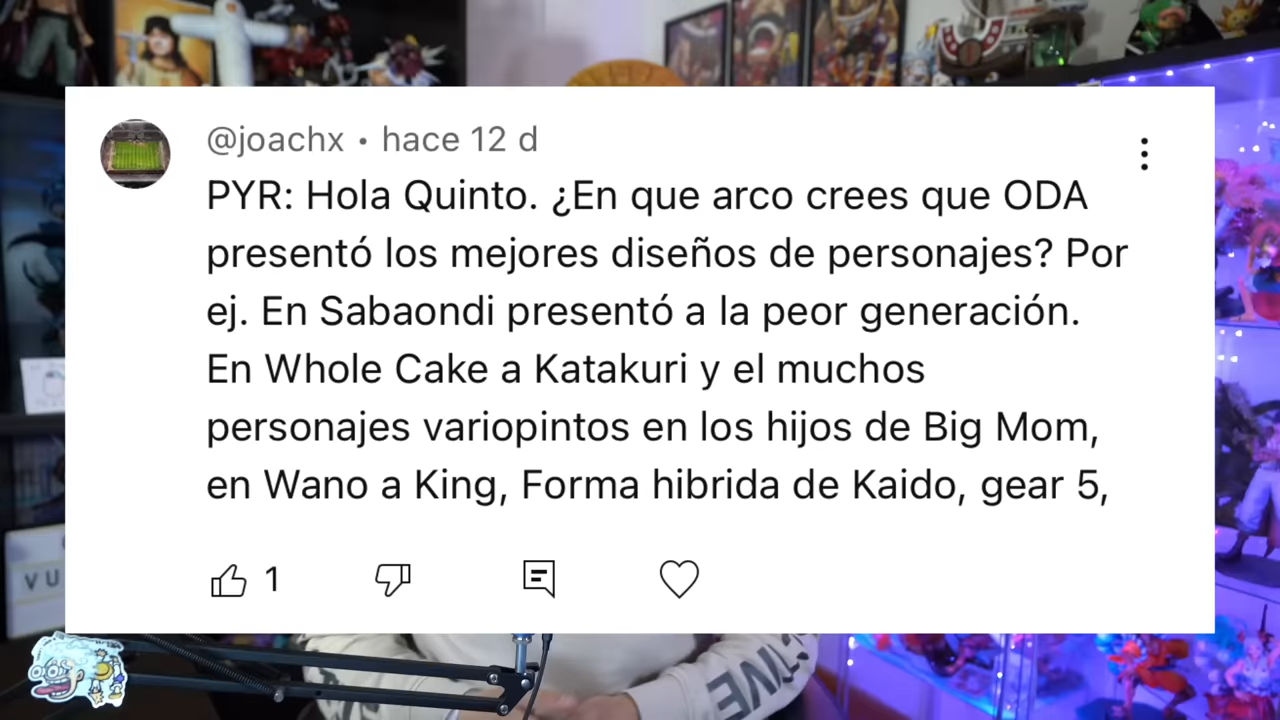 @joachx • hace 12 d
PYR: Hola Quinto. ¿En que arco crees que ODA
presentó los mejores diseños de personajes? Por
ej. En Sabaondi presentó a la peor generación.
En Whole Cake a Katakuri y el muchos
personajes variopintos en los hijos de Big Mom,
en Wano a King, Forma hibrida de Kaido, gear 5,
1
VU